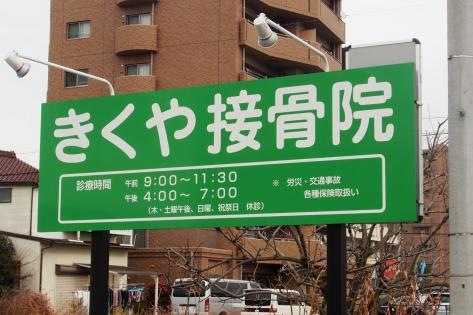 きくや接骨院
診療時間 午前 9:00〜11:30 ※ 労災・交通事故
午後 4:00〜 7:00 各種保険取扱い
(木・土曜午後、日曜、祝祭日 休診)